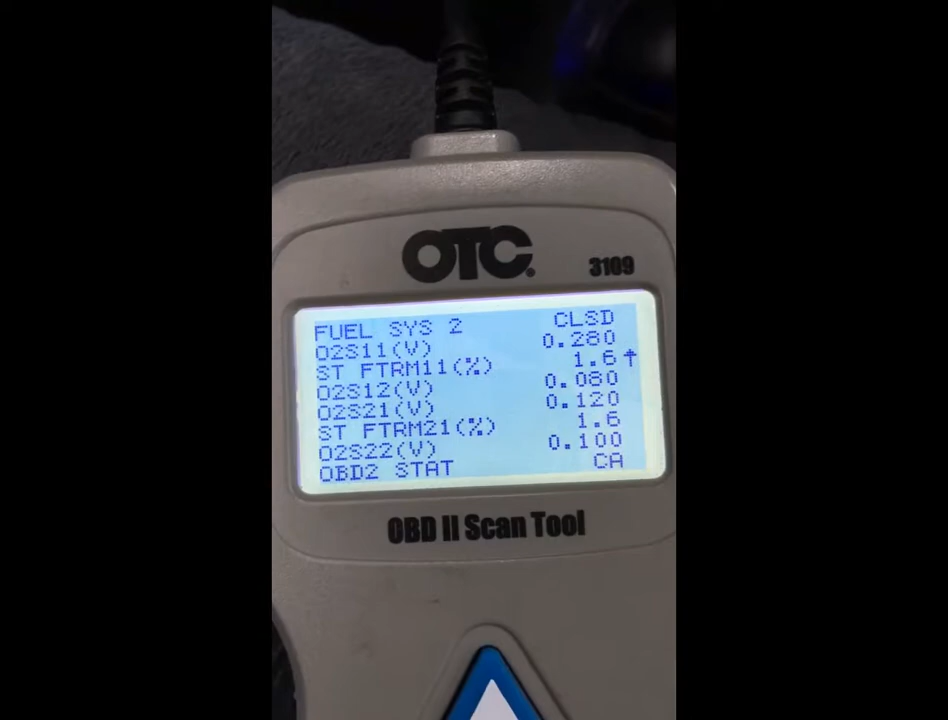 OTC
3109
FUEL SYS 2 CLSD
O2S11(V) 0.280
ST FTRM11(%) 1.6↑
O2S12(V) 0.080
O2S21(V) 0.120
ST FTRM21(%) 1.6
O2S22(V) 0.100
OBD2 STAT CA
OBD II Scan Tool